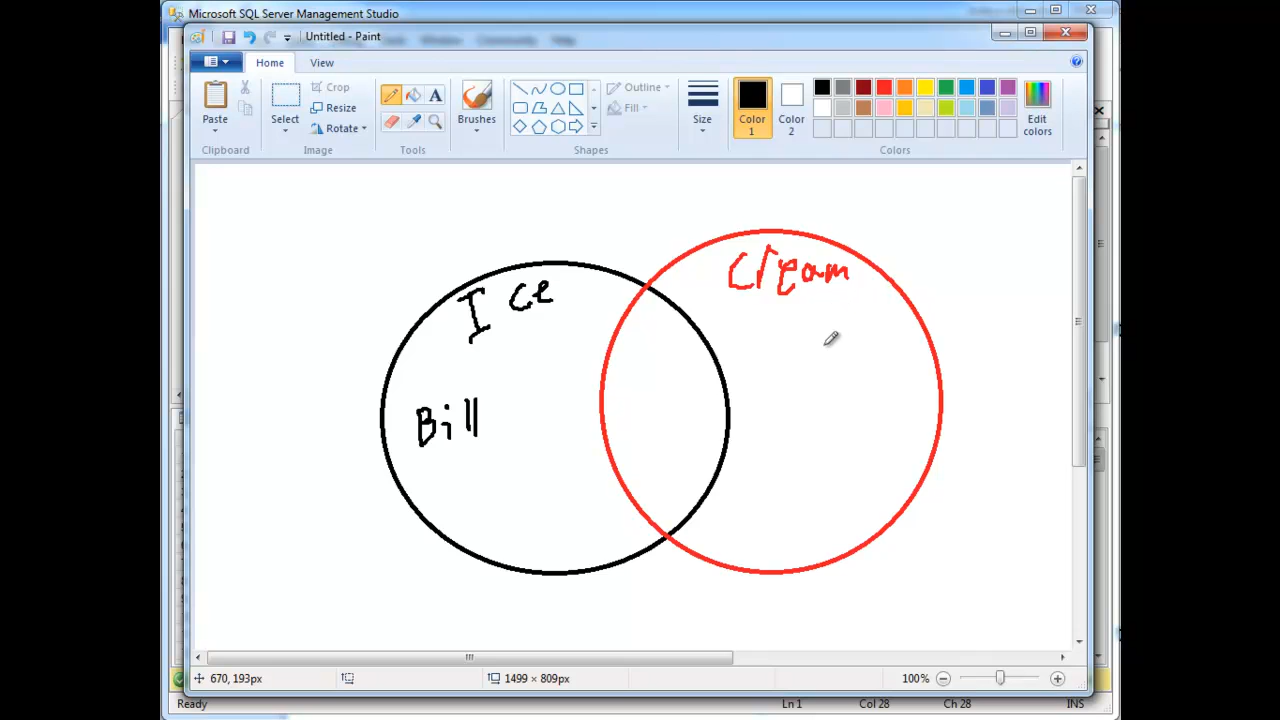 Microsoft SQL Server Management Studio
Untitled - Paint
Home View
Paste
Clipboard
Select
Crop
Resize
Rotate
Image
Tools
Brushes
Shapes
Outline
Fill
Size
Color 1
Color 2
Edit colors
Colors
Ice
Cream
Bill
670, 193px
1499 × 809px
100%
Ready Ln 1 Col 28 Ch 28 INS